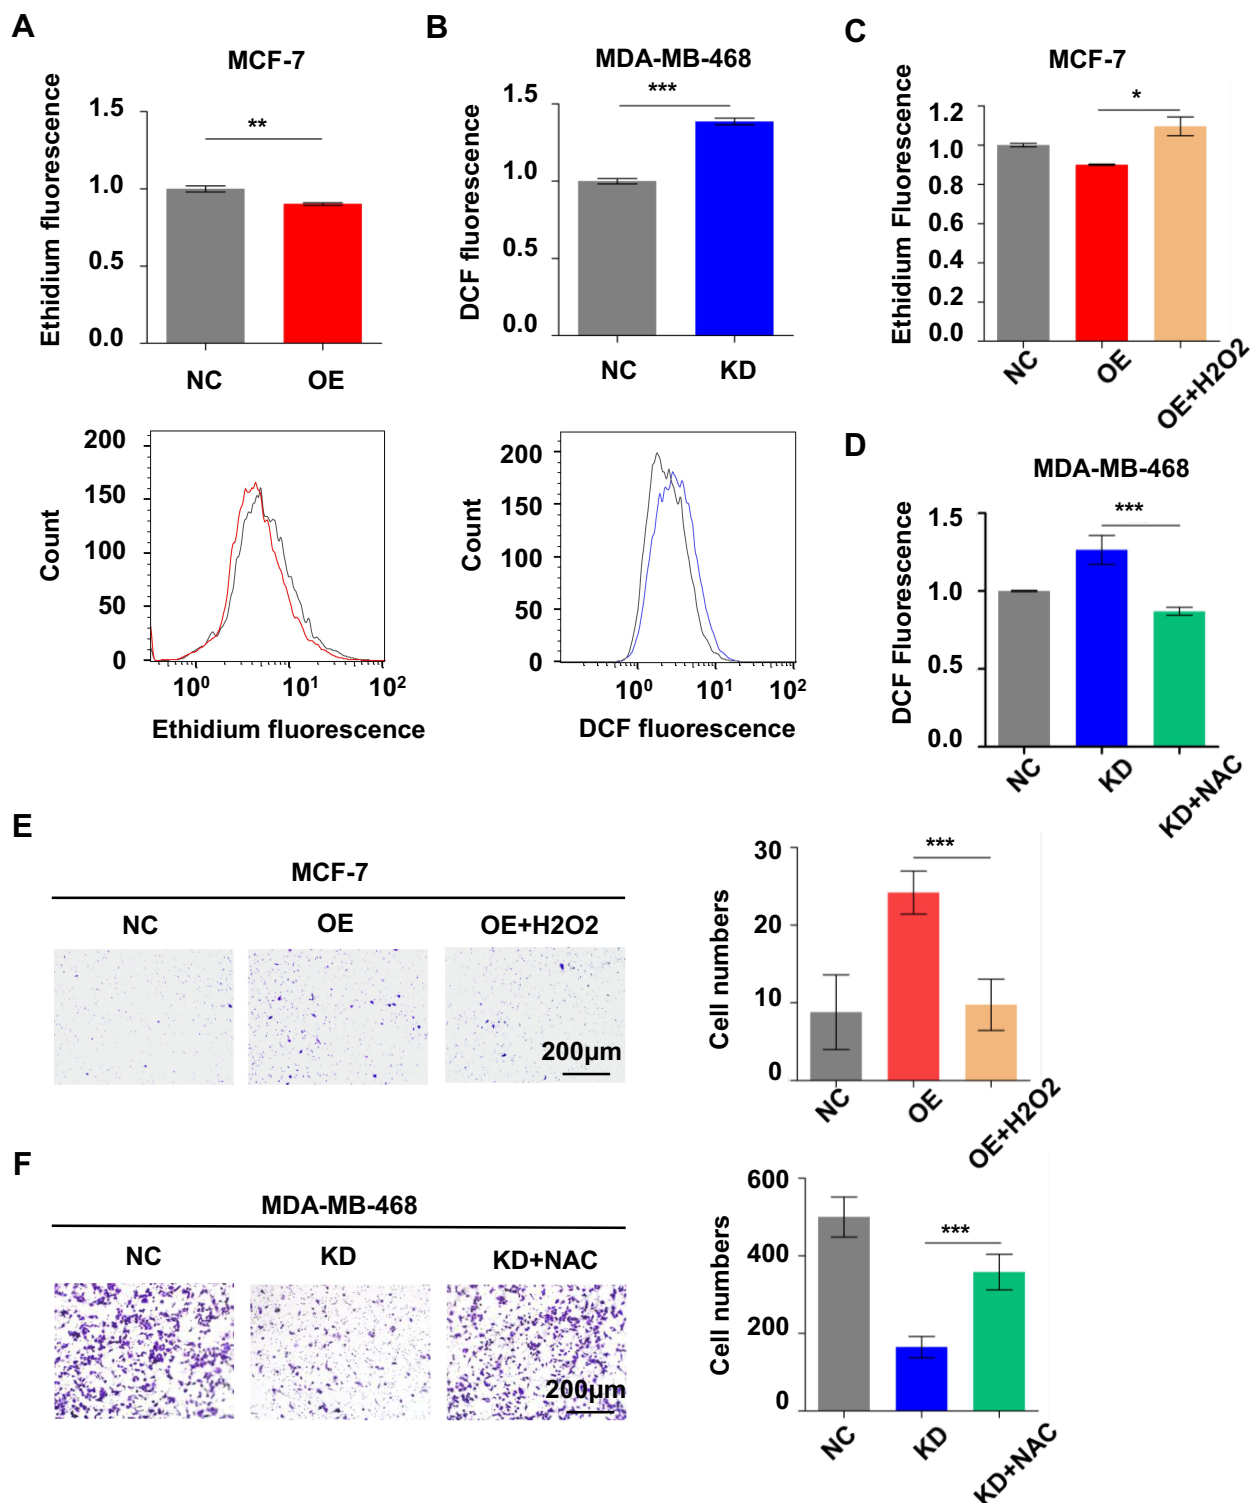 A
MCF-7
Ethidium fluorescence
1.5
1.0
0.5
0.0
**
NC
OE
Count
200
150
100
50
0
10⁰
10¹
10²
Ethidium fluorescence
B
MDA-MB-468
DCF fluorescence
1.5
1.0
0.5
0.0
***
NC
KD
Count
200
150
100
50
0
10⁰
10¹
10²
DCF fluorescence
C
MCF-7
Ethidium Fluorescence
1.2
1.0
0.8
0.6
0.4
0.2
0.0
*
NC
OE
OE+H2O2
D
MDA-MB-468
DCF Fluorescence
1.5
1.0
0.5
0.0
***
NC
KD
KD+NAC
E
MCF-7
NC
OE
OE+H2O2
200μm
Cell numbers
30
20
10
0
***
NC
OE
OE+H2O2
F
MDA-MB-468
NC
KD
KD+NAC
200μm
Cell numbers
600
400
200
0
***
NC
KD
KD+NAC